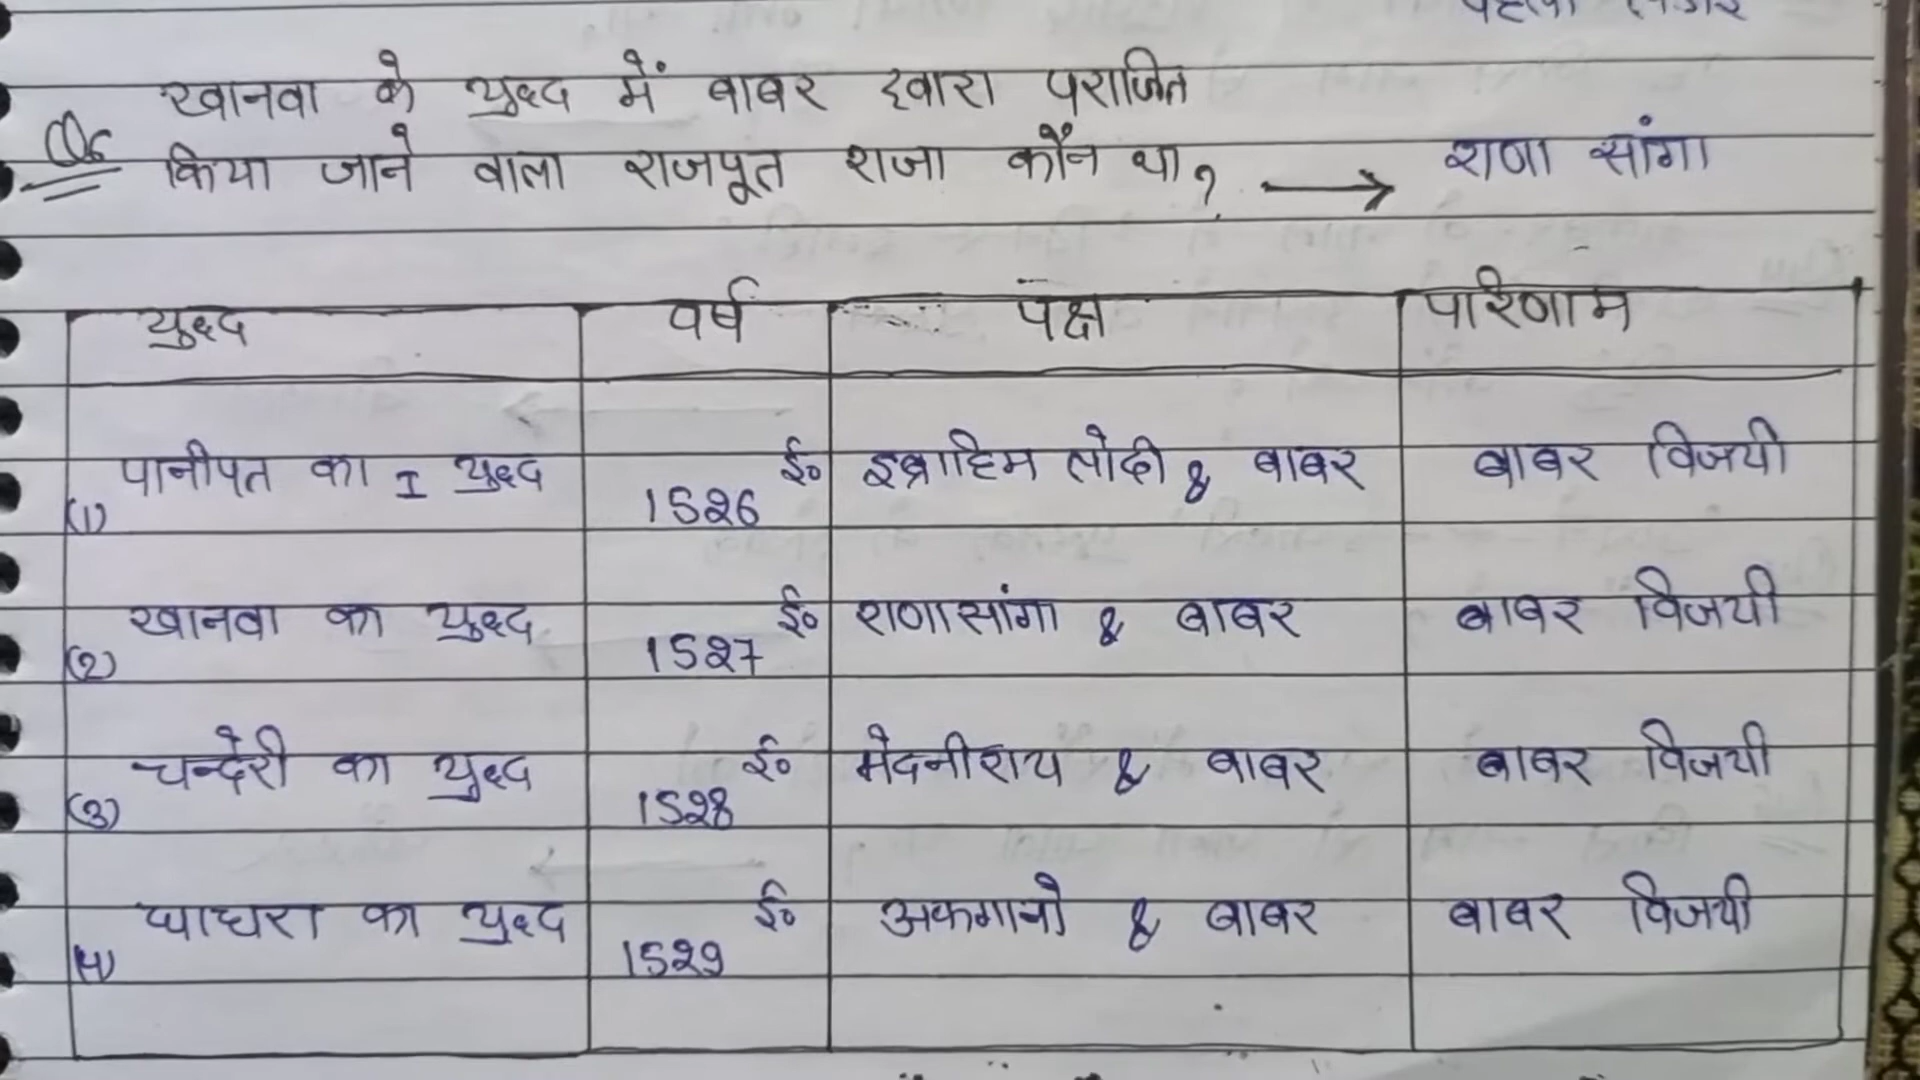 खानवा के युद्द में बाबर द्वारा पराजित
Q6 किया जाने वाला राजपूत राजा कौन था? → राणा सांगा
युद्द वर्ष पक्ष परिणाम
(1) पानीपत का I युद्द 1526 ई० इब्राहिम लोदी & बाबर बाबर विजयी
(2) खानवा का युद्द 1527 ई० राणासांगा & बाबर बाबर विजयी
(3) चन्देरी का युद्द 1528 ई० मेदनीराय & बाबर बाबर विजयी
(4) घाघरा का युद्द 1529 ई० अफगानो & बाबर बाबर विजयी